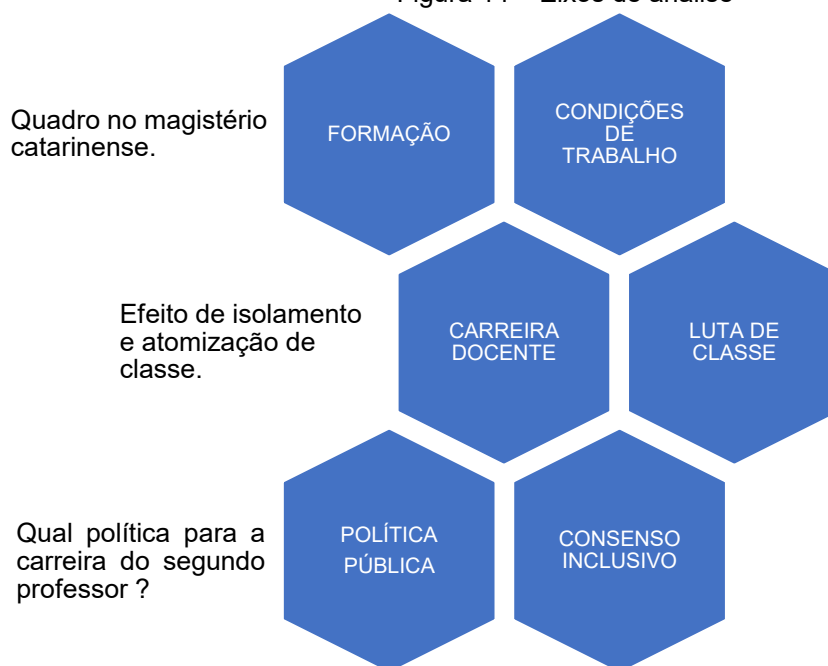 Quadro no magistério
catarinense.
FORMAÇÃO
CONDIÇÕES
DE
TRABALHO
Efeito de isolamento
e atomização de
classe.
CARREIRA
DOCENTE
LUTA DE
CLASSE
Qual política para a
carreira do segundo
professor ?
POLÍTICA
PÚBLICA
CONSENSO
INCLUSIVO